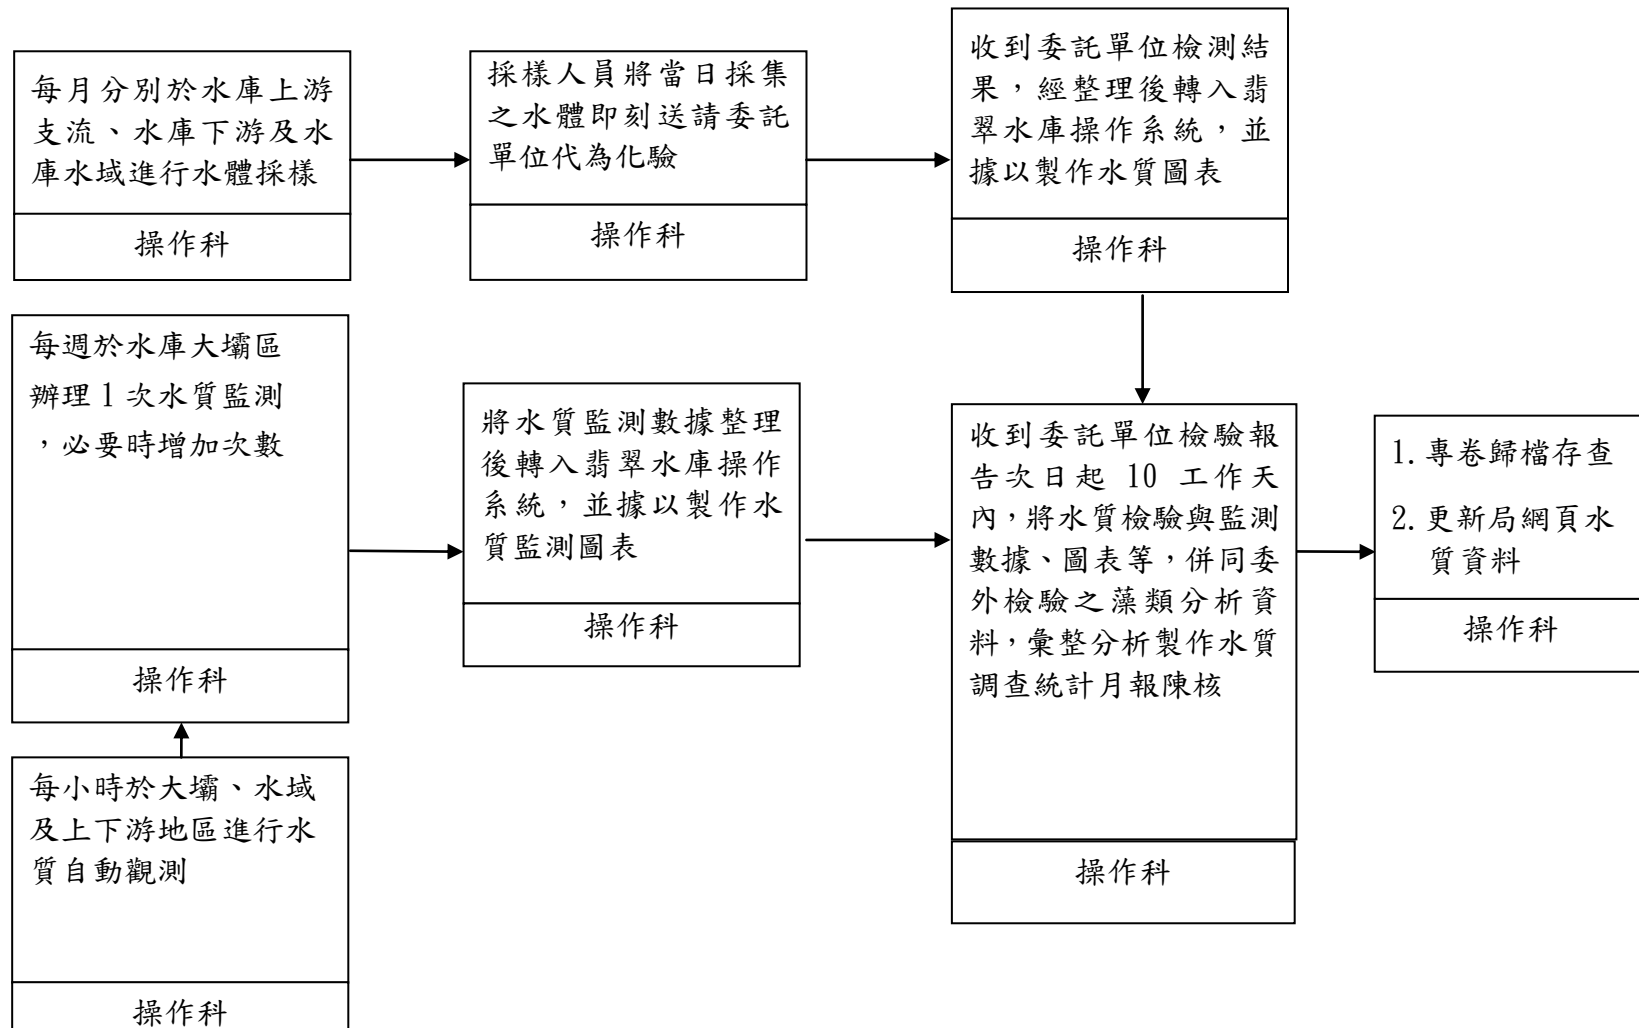 每月分別於水庫上游
支流、水庫下游及水
庫水域進行水體採樣
操作科
採樣人員將當日採集
之水體即刻送請委託
單位代為化驗
操作科
收到委託單位檢測結
果，經整理後轉入翡
翠水庫操作系統，並
據以製作水質圖表
操作科
每週於水庫大壩區
辦理1次水質監測
，必要時增加次數
操作科
將水質監測數據整理
後轉入翡翠水庫操作
系統，並據以製作水
質監測圖表
操作科
收到委託單位檢驗報
告次日起 10 工作天
內，將水質檢驗與監測
數據、圖表等，併同委
外檢驗之藻類分析資
料，彙整分析製作水質
調查統計月報陳核
操作科
1.專卷歸檔存查
2.更新局網頁水
質資料
操作科
每小時於大壩、水域
及上下游地區進行水
質自動觀測
操作科